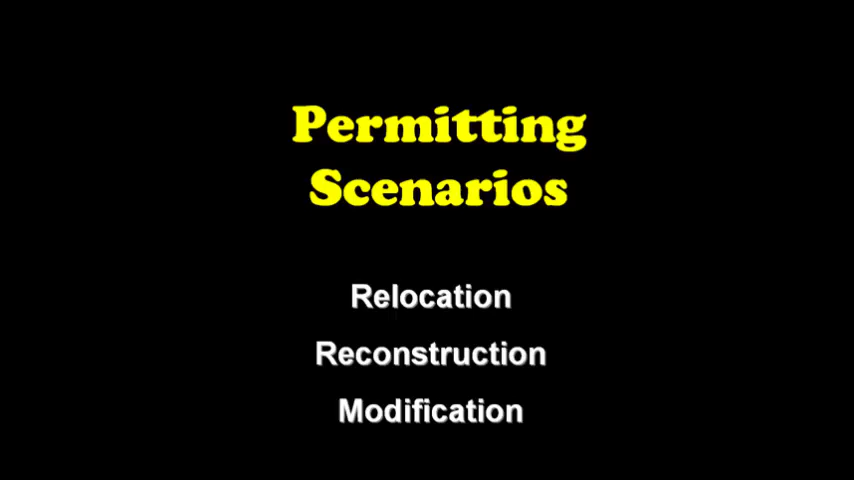 Permitting
Scenarios
Relocation
Reconstruction
Modification